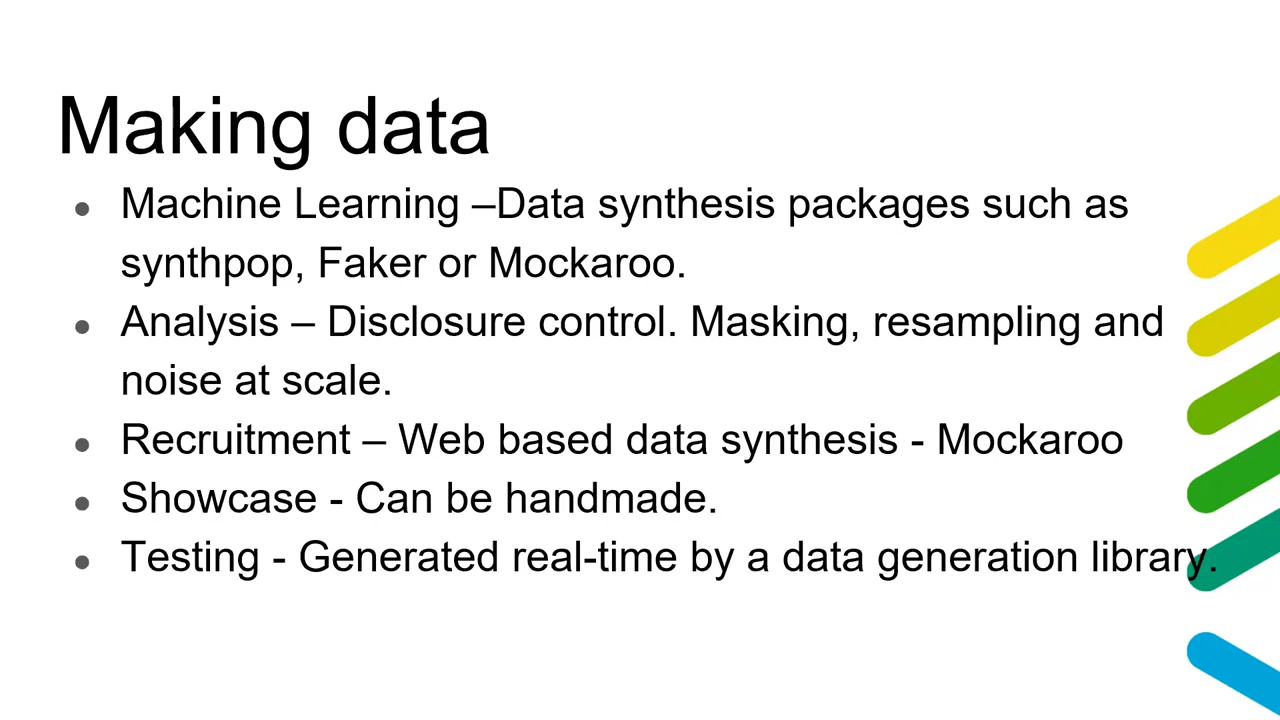 Making data
● Machine Learning –Data synthesis packages such as
synthpop, Faker or Mockaroo.
● Analysis – Disclosure control. Masking, resampling and
noise at scale.
● Recruitment – Web based data synthesis - Mockaroo
● Showcase - Can be handmade.
● Testing - Generated real-time by a data generation library.